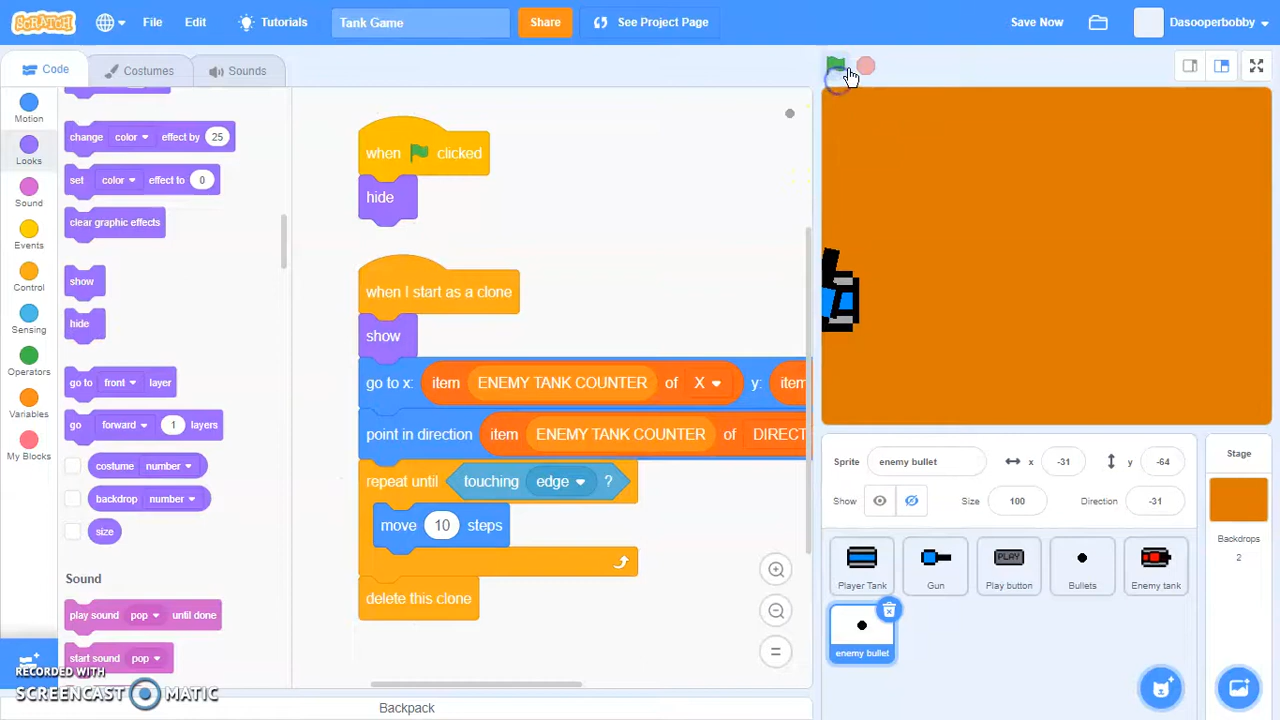 SCRATCH
File
Edit
Tutorials
Tank Game
Share
See Project Page
Save Now
Dasooperbobby
Code
Costumes
Sounds
Motion
Looks
Sound
Events
Control
Sensing
Operators
Variables
My Blocks
change color effect by 25
set color effect to 0
clear graphic effects
show
hide
go to front layer
go forward 1 layers
costume number
backdrop number
size
Sound
play sound pop until done
start sound pop
when clicked
hide
when I start as a clone
show
go to x: item ENEMY TANK COUNTER of X y: item
point in direction item ENEMY TANK COUNTER of DIRECT
repeat until touching edge ?
move 10 steps
delete this clone
Backpack
Sprite enemy bullet x -31 y -64
Show Size 100 Direction -31
Player Tank
Gun
PLAY
Play button
Bullets
Enemy tank
enemy bullet
Stage
Backdrops
2
RECORDED WITH
SCREENCAST MATIC